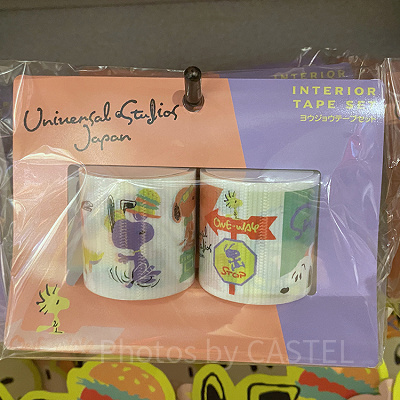 Universal Studios
Japan
INTERIOR
INTERIOR
TAPE SET
ヨウジョウテープセット
ONE-WAY
STOP
Photos by CASTEL